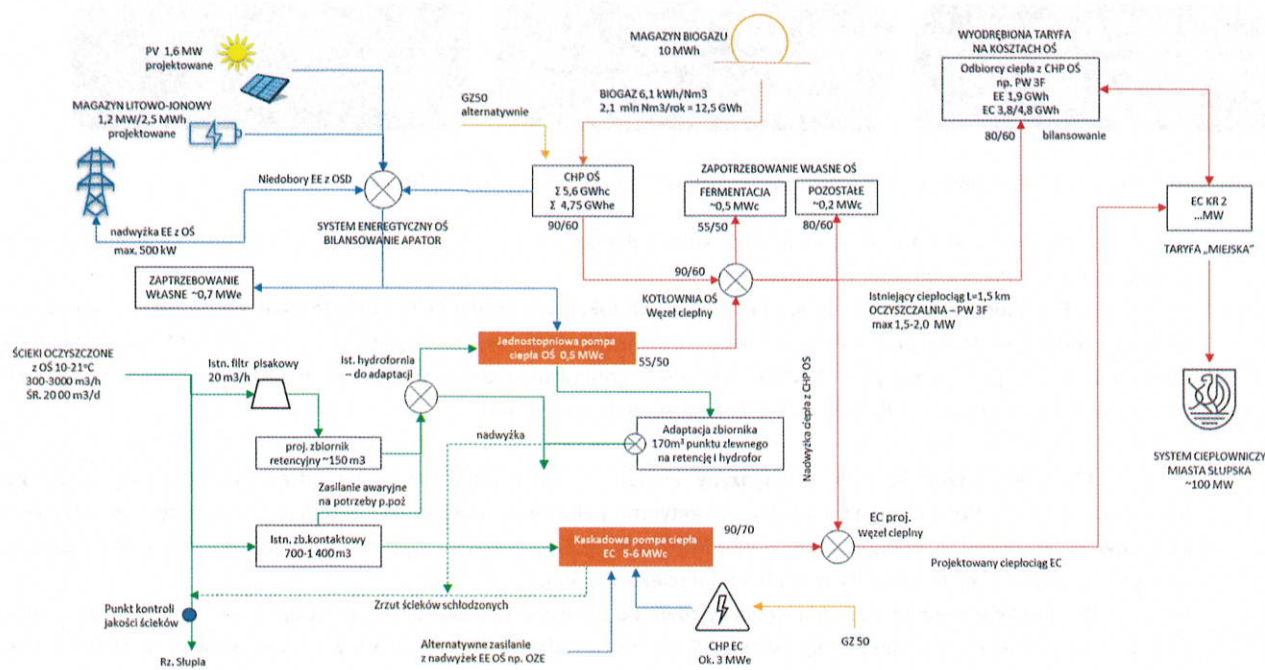 PV 1,6 MW
projektowane
MAGAZYN LITOWO-JONOWY
1,2 MW/2,5 MWh
projektowane
Niedobory EE z OSD
nadwyżka EE z OŚ
max. 500 kW
SYSTEM ENEREGTYCZNY OŚ
BILANSOWANIE APATOR
ZAPTRZEBOWANIE
WŁASNE ~0,7 MWe
MAGAZYN BIOGAZU
10 MWh
BIOGAZ 6,1 kWh/Nm3
2,1 mln Nm3/rok = 12,5 GWh
GZ50
alternatywnie
CHP OŚ
Σ 5,6 GWhc
Σ 4,75 GWhe
90/60
ZAPOTRZEBOWANIE WŁASNE OŚ
FERMENTACJA
~0,5 MWc
55/50
POZOSTAŁE
~0,2 MWc
80/60
WYODRĘBIONA TARYFA
NA KOSZTACH OŚ
Odbiorcy ciepła z CHP OŚ
np. PW 3F
EE 1,9 GWh
EC 3,8/4,8 GWh
80/60
bilansowanie
EC KR 2
...MW
TARYFA „MIEJSKA”
90/60
KOTŁOWNIA OŚ
Węzeł cieplny
Istniejący ciepłociąg L=1,5 km
OCZYSZCZALNIA – PW 3F
max 1,5-2,0 MW
Jednostopniowa pompa
ciepła OŚ 0,5 MWc
55/50
ŚCIEKI OCZYSZCZONE
z OŚ 10-21°C
300-3000 m3/h
ŚR. 20 00 m3/d
Istn. filtr pisakowy
20 m3/h
Ist. hydrofornia
– do adaptacji
proj. zbiornik
retencyjny ~150 m3
nadwyżka
Adaptacja zbiornika
170m³ punktu zlewnego
na retencję i hydrofor
Nadwyżka ciepła z CHP OŚ
SYSTEM CIEPŁOWNICZY
MIASTA SŁUPSKA
~100 MW
Zasilanie awaryjne
na potrzeby p.poż
Istn. zb.kontaktowy
700-1 400 m3
Kaskadowa pompa ciepła
EC 5-6 MWc
90/70
EC proj.
Węzeł cieplny
Projektowany ciepłociąg EC
Zrzut ścieków schłodzonych
Punkt kontroli
jakości ścieków
Rz. Słupia
Alternatywne zasilanie
z nadwyżek EE OŚ np. OZE
CHP EC
Ok. 3 MWe
GZ 50